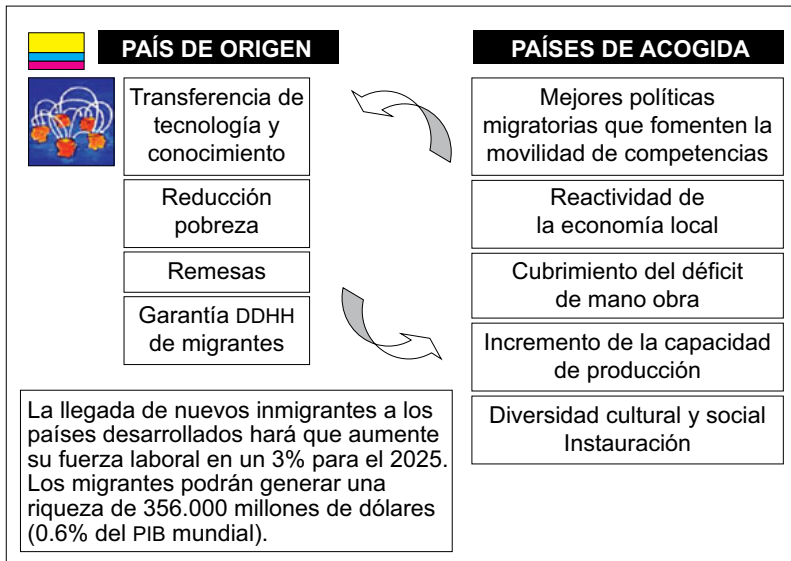 PAÍS DE ORIGEN
Transferencia de
tecnología y
conocimiento
Reducción
pobreza
Remesas
Garantía DDHH
de migrantes
PAÍSES DE ACOGIDA
Mejores políticas
migratorias que fomenten la
movilidad de competencias
Reactividad de
la economía local
Cubrimiento del déficit
de mano obra
Incremento de la capacidad
de producción
Diversidad cultural y social
Instauración
La llegada de nuevos inmigrantes a los
países desarrollados hará que aumente
su fuerza laboral en un 3% para el 2025.
Los migrantes podrán generar una
riqueza de 356.000 millones de dólares
(0.6% del PIB mundial).